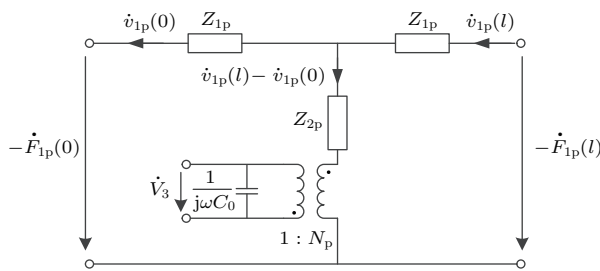 v̇₁ₚ(0)
Z₁ₚ
Z₁ₚ
v̇₁ₚ(l)
v̇₁ₚ(l) − v̇₁ₚ(0)
Z₂ₚ
−Ḟ₁ₚ(0)
−Ḟ₁ₚ(l)
V̇₃
1
jωC₀
1 : Nₚ